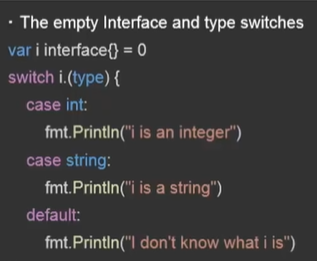 • The empty Interface and type switches
var i interface{} = 0
switch i.(type) {
case int:
fmt.Println("i is an integer")
case string:
fmt.Println("i is a string")
default:
fmt.Println("I don't know what i is")